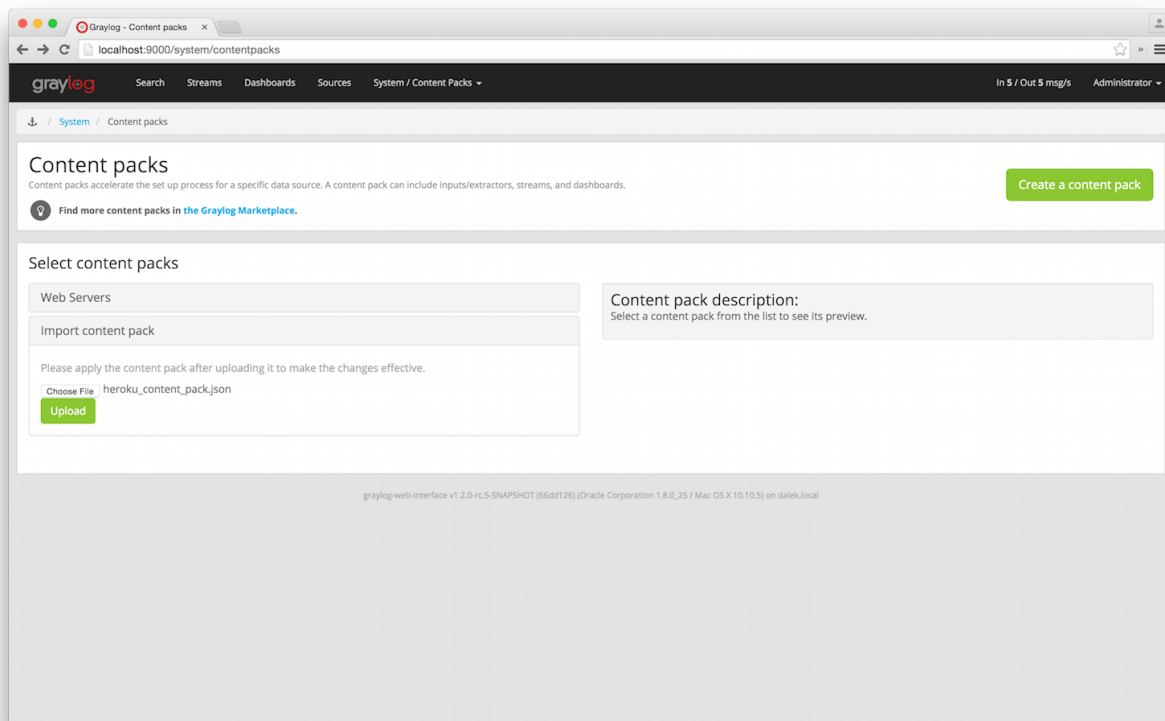 Graylog - Content packs ×
localhost:9000/system/contentpacks »
graylog Search Streams Dashboards Sources System / Content Packs In 5 / Out 5 msg/s Administrator
/ System / Content packs
Content packs
Content packs accelerate the set up process for a specific data source. A content pack can include inputs/extractors, streams, and dashboards.
Create a content pack
Find more content packs in the Graylog Marketplace.
Select content packs
Web Servers
Import content pack
Please apply the content pack after uploading it to make the changes effective.
Choose File heroku_content_pack.json
Upload
Content pack description:
Select a content pack from the list to see its preview.
graylog-web-interface v1.2.0-rc.5-SNAPSHOT (66dd126) (Oracle Corporation 1.8.0_25 / Mac OS X 10.10.5) on dalek.local